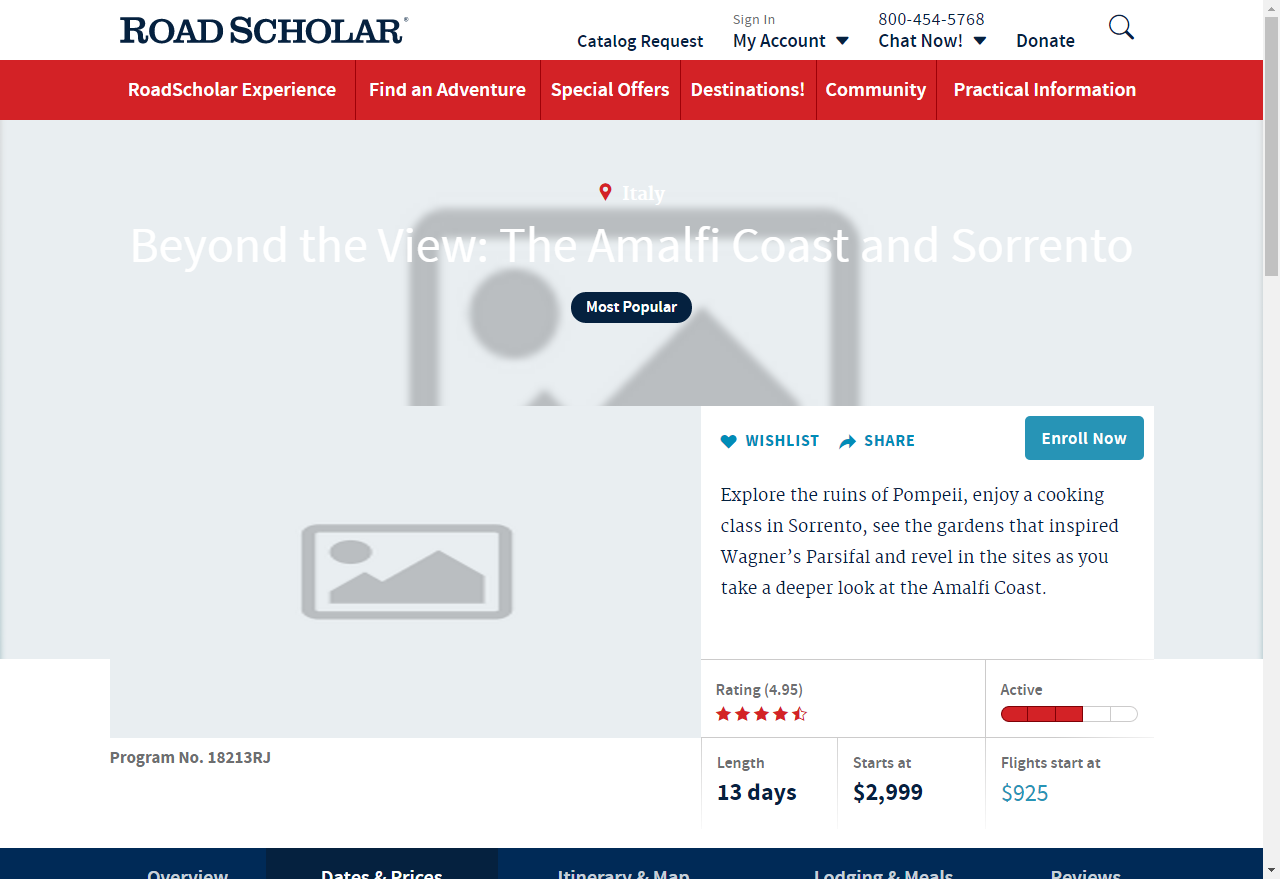 ROAD SCHOLAR®
Sign In
800-454-5768
Catalog Request
My Account
Chat Now!
Donate
RoadScholar Experience
Find an Adventure
Special Offers
Destinations!
Community
Practical Information
Italy
Beyond the View: The Amalfi Coast and Sorrento
Most Popular
WISHLIST
SHARE
Enroll Now
Explore the ruins of Pompeii, enjoy a cooking
class in Sorrento, see the gardens that inspired
Wagner’s Parsifal and revel in the sites as you
take a deeper look at the Amalfi Coast.
Rating (4.95)
Active
Program No. 18213RJ
Length
13 days
Starts at
$2,999
Flights start at
$925
Overview
Dates & Prices
Itinerary & Map
Lodging & Meals
Reviews